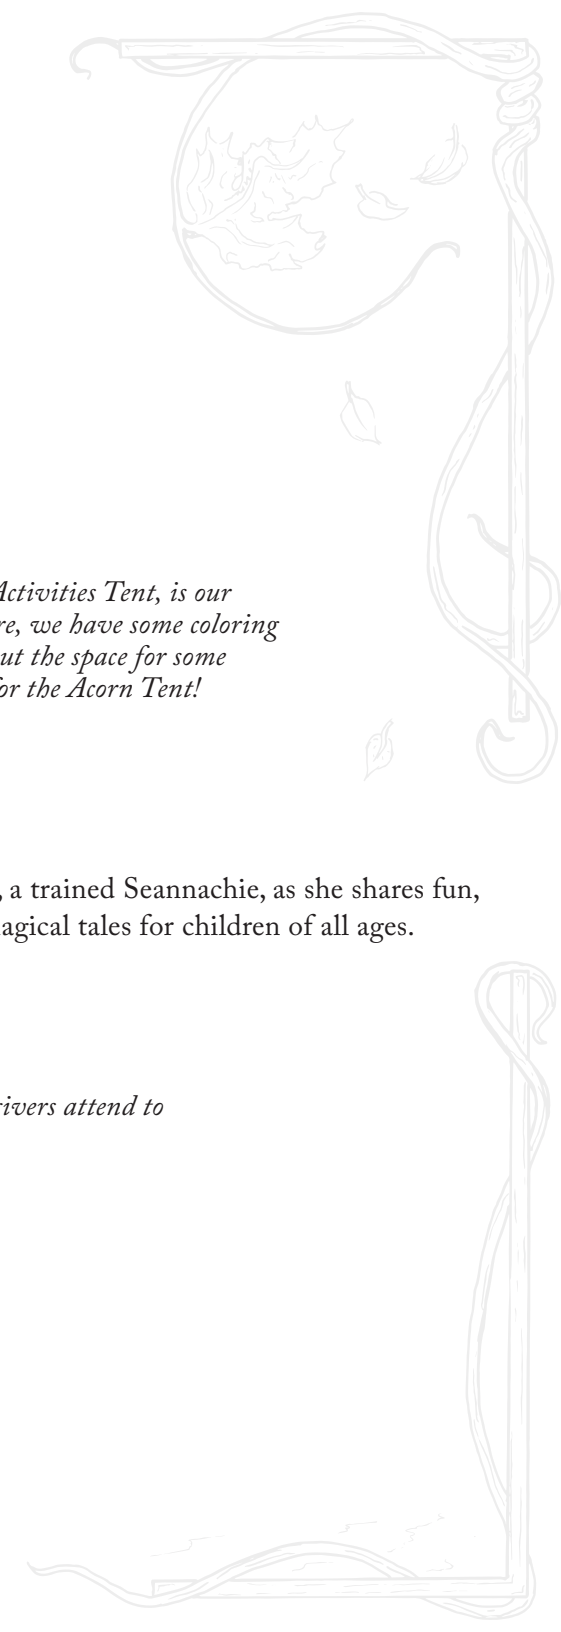 Activities Tent, is our
re, we have some coloring
ut the space for some
for the Acorn Tent!
, a trained Seannachie, as she shares fun,
agical tales for children of all ages.
ivers attend to